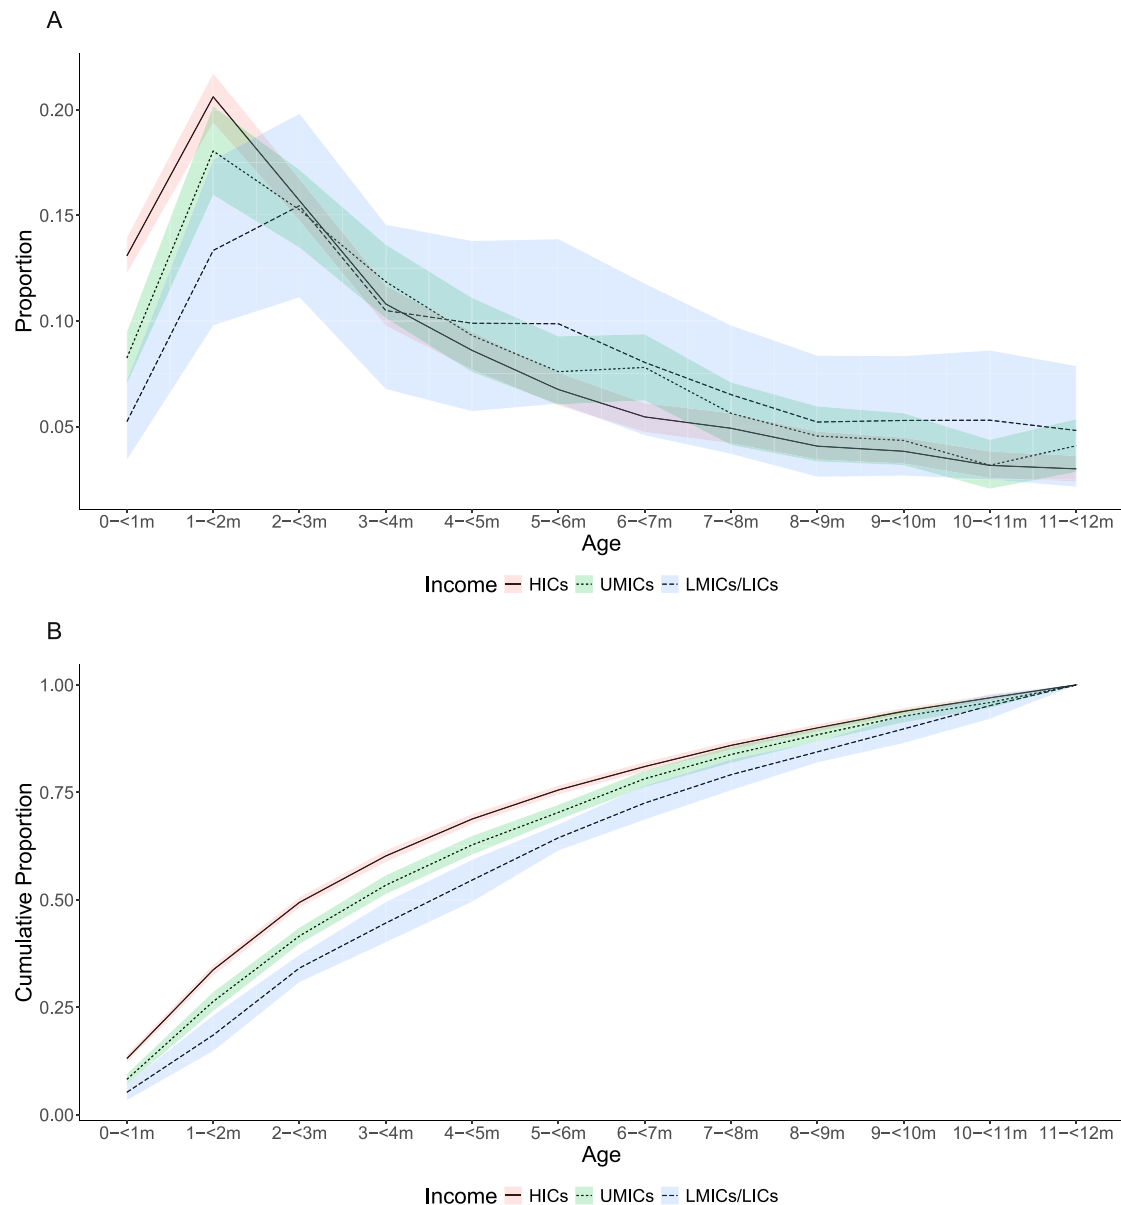 A
0.20
0.15
0.10
0.05
Proportion
0−<1m 1−<2m 2−<3m 3−<4m 4−<5m 5−<6m 6−<7m 7−<8m 8−<9m 9−<10m 10−<11m 11−<12m
Age
Income HICs UMICs LMICs/LICs
B
1.00
0.75
0.50
0.25
0.00
Cumulative Proportion
0−<1m 1−<2m 2−<3m 3−<4m 4−<5m 5−<6m 6−<7m 7−<8m 8−<9m 9−<10m 10−<11m 11−<12m
Age
Income HICs UMICs LMICs/LICs